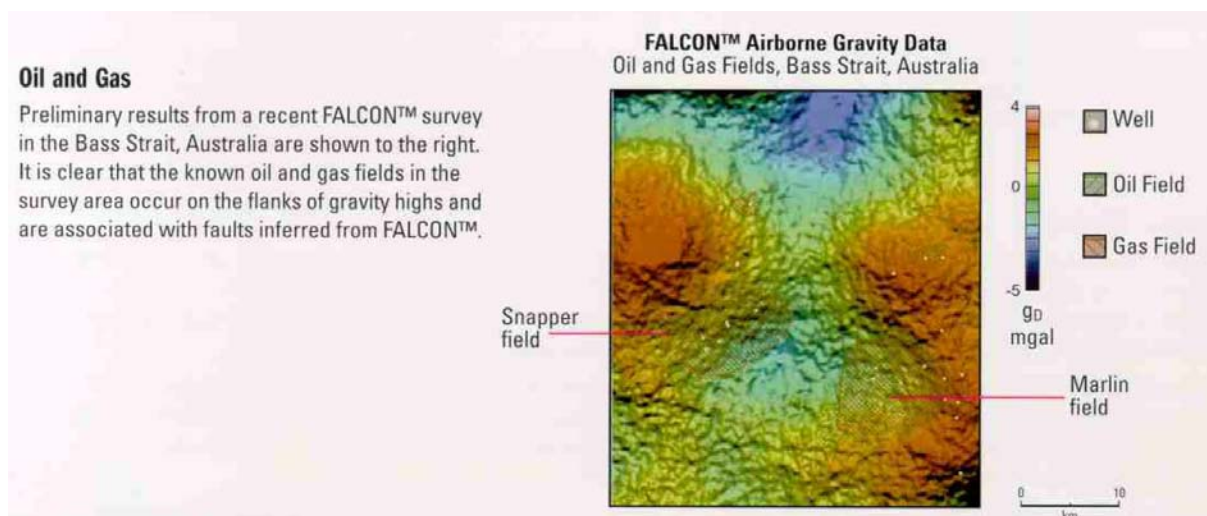 Oil and Gas
Preliminary results from a recent FALCON™ survey
in the Bass Strait, Australia are shown to the right.
It is clear that the known oil and gas fields in the
survey area occur on the flanks of gravity highs and
are associated with faults inferred from FALCON™.
FALCON™ Airborne Gravity Data
Oil and Gas Fields, Bass Strait, Australia
4
0
-5
gD
mgal
Well
Oil Field
Gas Field
Snapper
field
Marlin
field
0 10
km